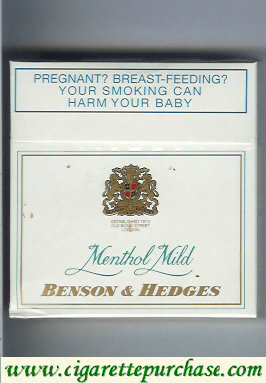 PREGNANT? BREAST-FEEDING?
YOUR SMOKING CAN
HARM YOUR BABY
ESTABLISHED 1873
OLD BOND STREET
LONDON
Menthol Mild
BENSON & HEDGES
www.cigarettepurchase.com